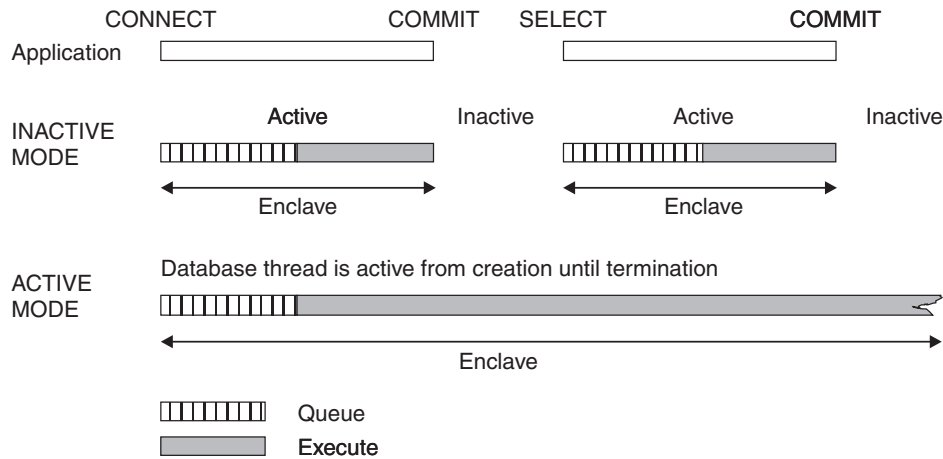 CONNECT COMMIT SELECT COMMIT
Application
Active Inactive Active Inactive
INACTIVE
MODE
Enclave Enclave
Database thread is active from creation until termination
ACTIVE
MODE
Enclave
Queue
Execute